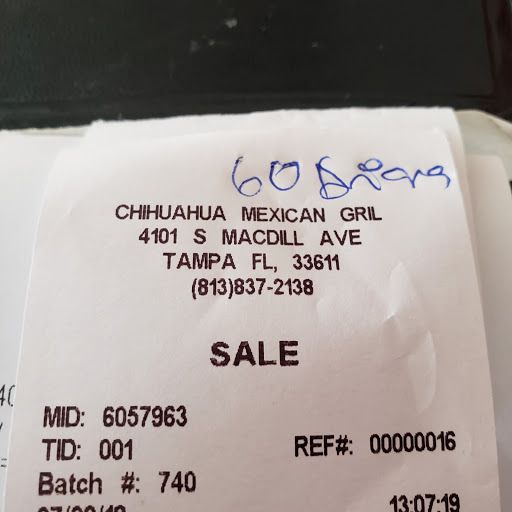 60
CHIHUAHUA MEXICAN GRIL
4101 S MACDILL AVE
TAMPA FL, 33611
(813)837-2138
SALE
MID: 6057963
TID: 001 REF#: 00000016
Batch #: 740
13:07:19